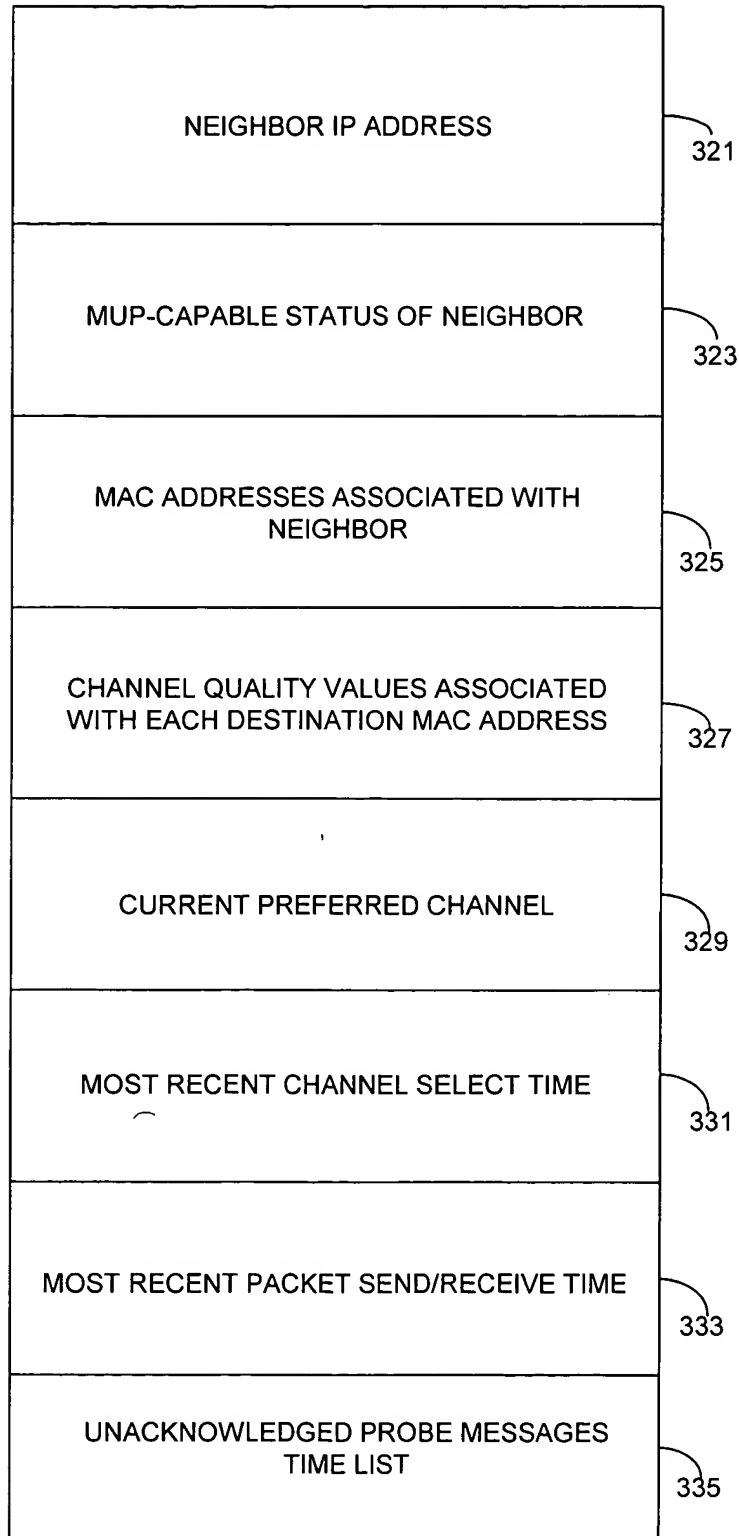 NEIGHBOR IP ADDRESS
321
MUP-CAPABLE STATUS OF NEIGHBOR
323
MAC ADDRESSES ASSOCIATED WITH
NEIGHBOR
325
CHANNEL QUALITY VALUES ASSOCIATED
WITH EACH DESTINATION MAC ADDRESS
327
CURRENT PREFERRED CHANNEL
329
MOST RECENT CHANNEL SELECT TIME
331
MOST RECENT PACKET SEND/RECEIVE TIME
333
UNACKNOWLEDGED PROBE MESSAGES
TIME LIST
335